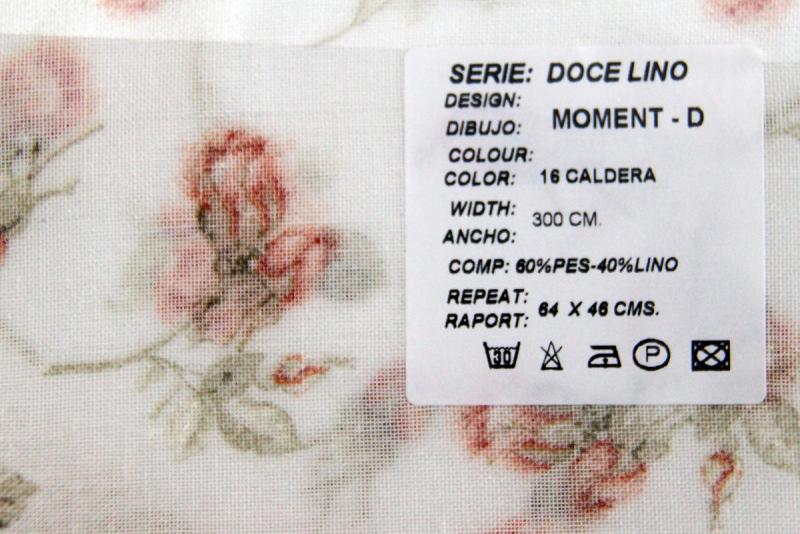 SERIE: DOCE LINO
DESIGN:
DIBUJO: MOMENT - D
COLOUR:
COLOR: 16 CALDERA
WIDTH:
ANCHO: 300 CM.
COMP: 60%PES-40%LINO
REPEAT:
RAPORT: 64 X 46 CMS.
30 P